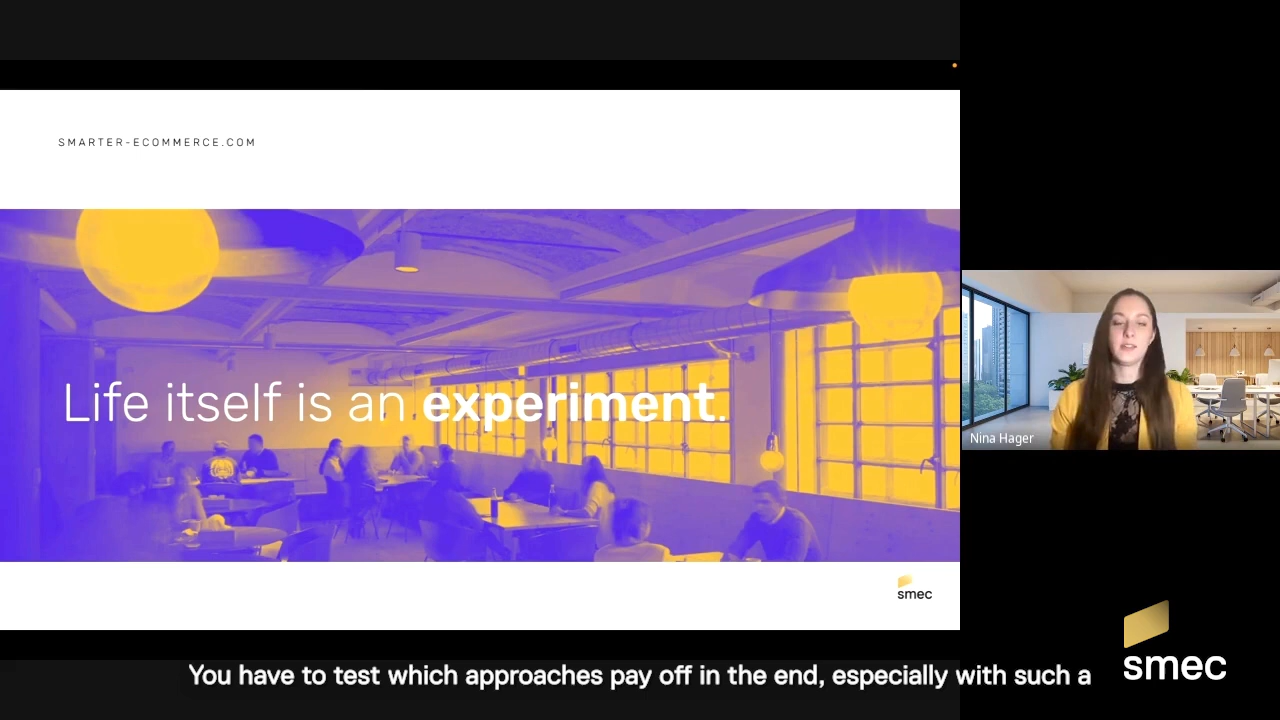 SMARTER-ECOMMERCE.COM
Life itself is an experiment.
Nina Hager
smec
smec
You have to test which approaches pay off in the end, especially with such a